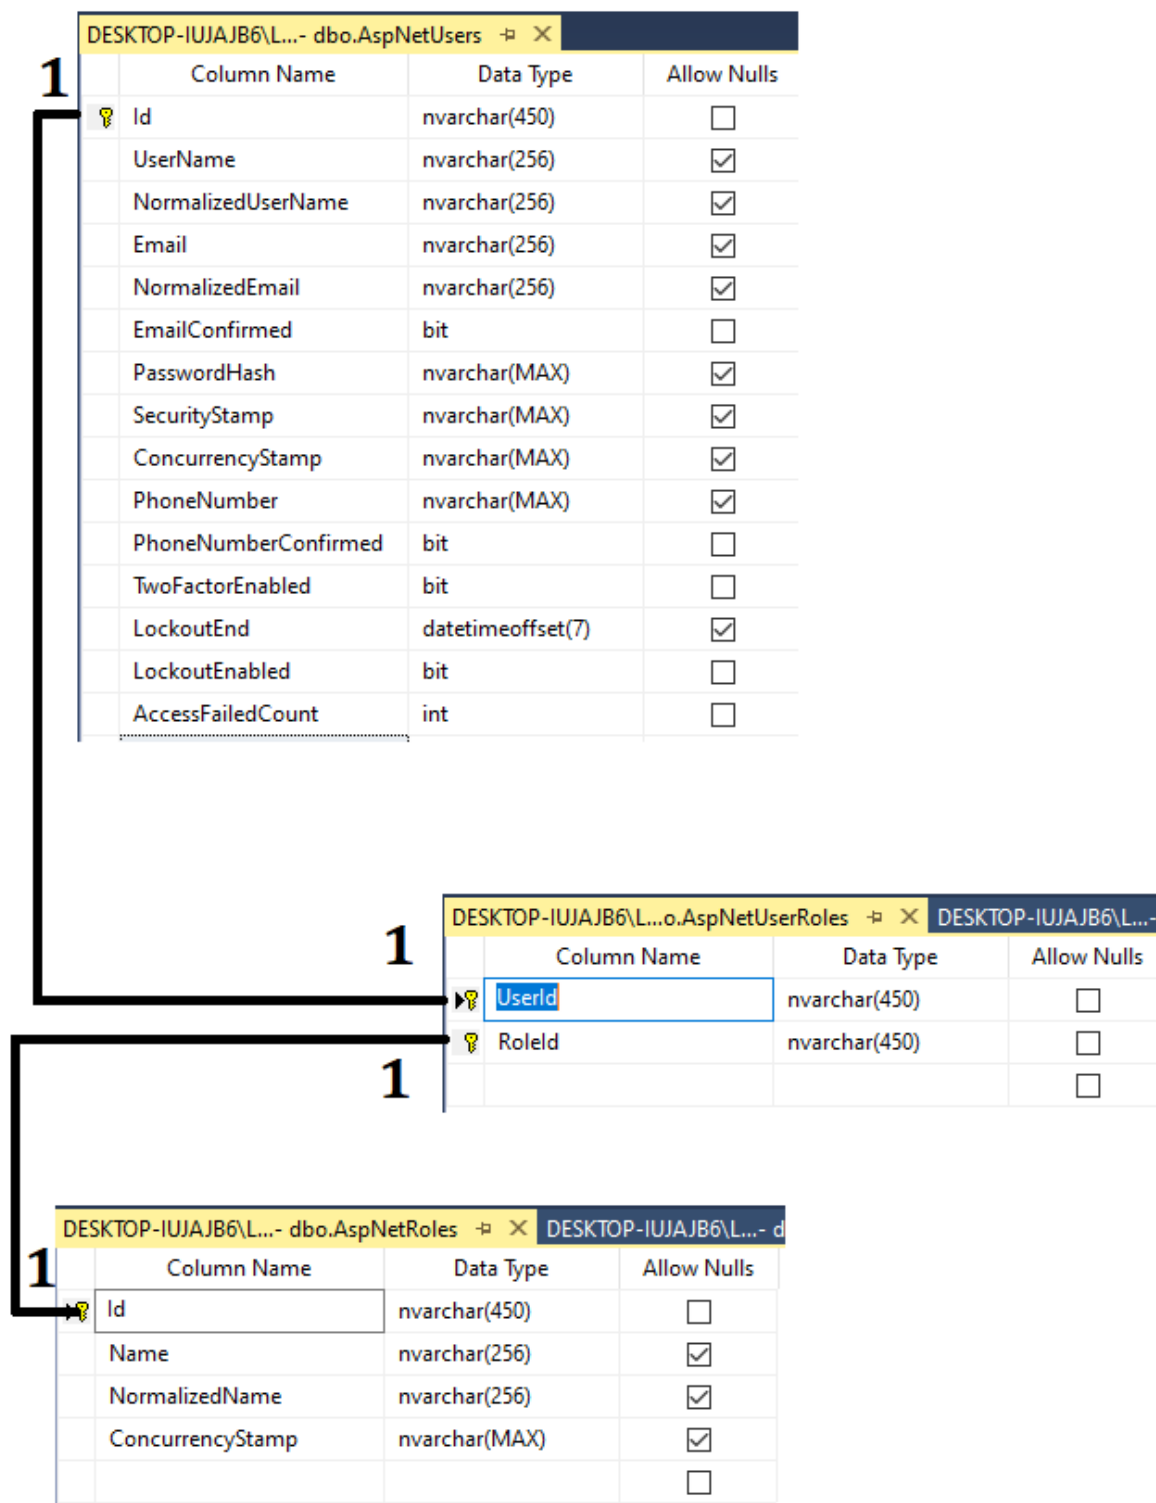 DESKTOP-IUJAJB6\L...- dbo.AspNetUsers
1
Column Name Data Type Allow Nulls
Id nvarchar(450)
UserName nvarchar(256)
NormalizedUserName nvarchar(256)
Email nvarchar(256)
NormalizedEmail nvarchar(256)
EmailConfirmed bit
PasswordHash nvarchar(MAX)
SecurityStamp nvarchar(MAX)
ConcurrencyStamp nvarchar(MAX)
PhoneNumber nvarchar(MAX)
PhoneNumberConfirmed bit
TwoFactorEnabled bit
LockoutEnd datetimeoffset(7)
LockoutEnabled bit
AccessFailedCount int
DESKTOP-IUJAJB6\L...o.AspNetUserRoles DESKTOP-IUJAJB6\L...-
1
Column Name Data Type Allow Nulls
UserId nvarchar(450)
RoleId nvarchar(450)
1
DESKTOP-IUJAJB6\L...- dbo.AspNetRoles DESKTOP-IUJAJB6\L...- d
1
Column Name Data Type Allow Nulls
Id nvarchar(450)
Name nvarchar(256)
NormalizedName nvarchar(256)
ConcurrencyStamp nvarchar(MAX)